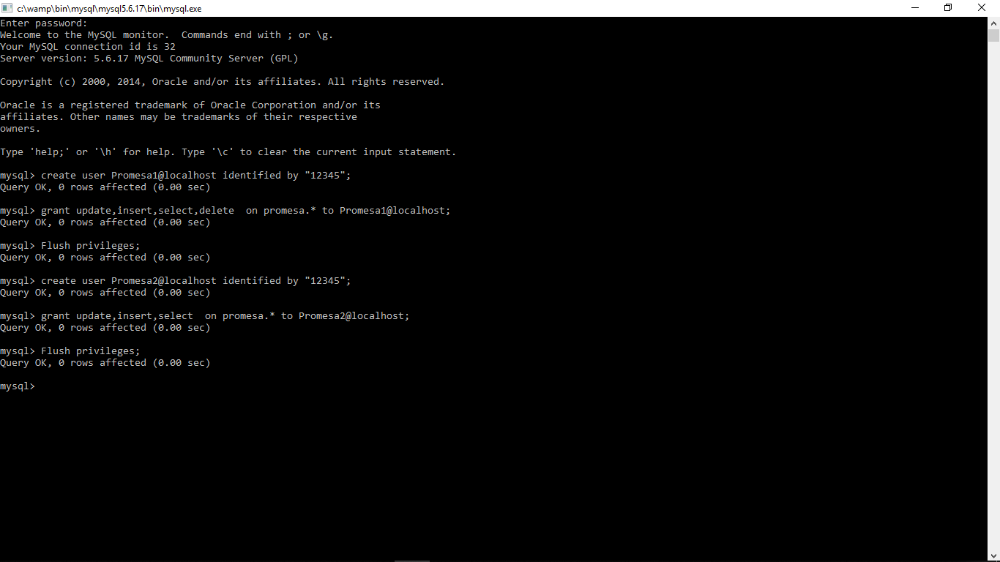 c:\wamp\bin\mysql\mysql5.6.17\bin\mysql.exe
Enter password:
Welcome to the MySQL monitor.  Commands end with ; or \g.
Your MySQL connection id is 32
Server version: 5.6.17 MySQL Community Server (GPL)
Copyright (c) 2000, 2014, Oracle and/or its affiliates. All rights reserved.
Oracle is a registered trademark of Oracle Corporation and/or its
affiliates. Other names may be trademarks of their respective
owners.
Type 'help;' or '\h' for help. Type '\c' to clear the current input statement.
mysql> create user Promesa1@localhost identified by "12345";
Query OK, 0 rows affected (0.00 sec)
mysql> grant update,insert,select,delete  on promesa.* to Promesa1@localhost;
Query OK, 0 rows affected (0.00 sec)
mysql> Flush privileges;
Query OK, 0 rows affected (0.00 sec)
mysql> create user Promesa2@localhost identified by "12345";
Query OK, 0 rows affected (0.00 sec)
mysql> grant update,insert,select  on promesa.* to Promesa2@localhost;
Query OK, 0 rows affected (0.00 sec)
mysql> Flush privileges;
Query OK, 0 rows affected (0.00 sec)
mysql>